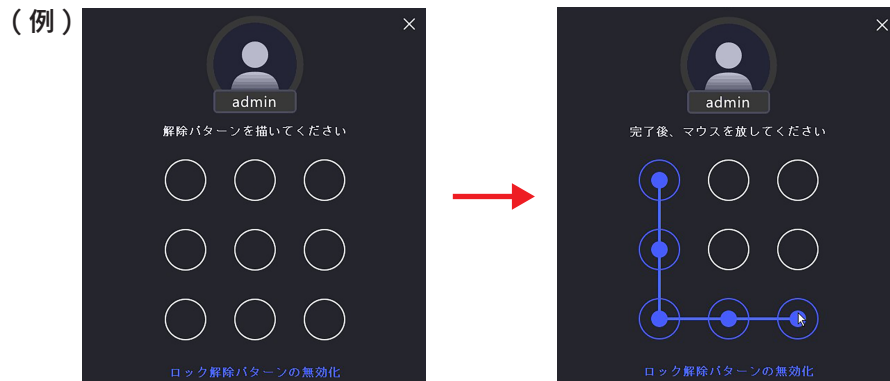 (例)
admin
解除パターンを描いてください
ロック解除パターンの無効化
admin
完了後、マウスを放してください
ロック解除パターンの無効化